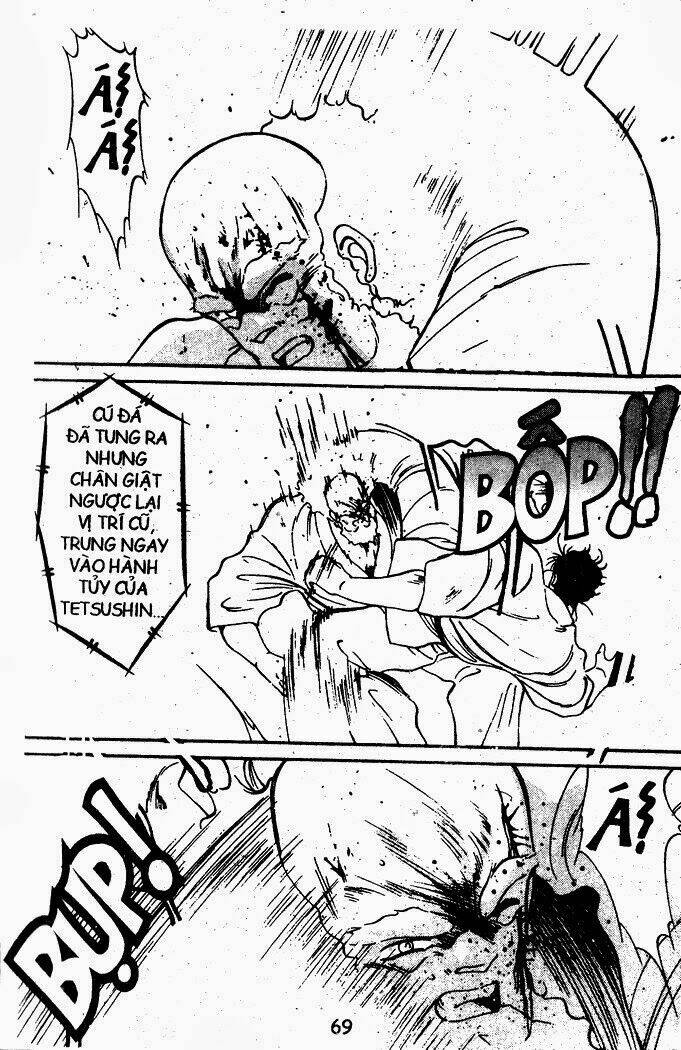 Á
Á
CÚ ĐÁ
ĐÃ TUNG RA
NHƯNG
CHÂN GIẬT
NGƯỢC LẠI
VỊ TRÍ CŨ,
TRUNG NGAY
VÀO HÀNH
TỦY CỦA
TETSUSHIN...
BỐP!!
Á
BỤP!
69